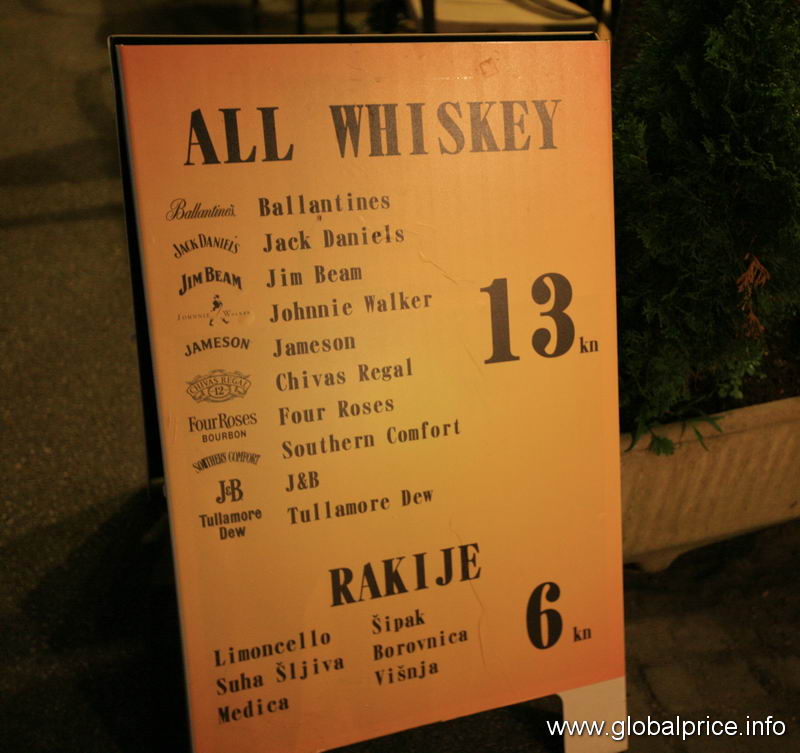 ALL WHISKEY
Ballantine's Ballantines
JACK DANIEL'S Jack Daniels
JIM BEAM Jim Beam
JOHNNIE WALKER Johnnie Walker
JAMESON Jameson
CHIVAS REGAL 12 Chivas Regal
Four Roses BOURBON Four Roses
SOUTHERN COMFORT Southern Comfort
J&B J&B
Tullamore Dew Tullamore Dew
13 kn
RAKIJE
Limoncello Šipak
Suha Šljiva Borovnica
Medica Višnja
6 kn
www.globalprice.info